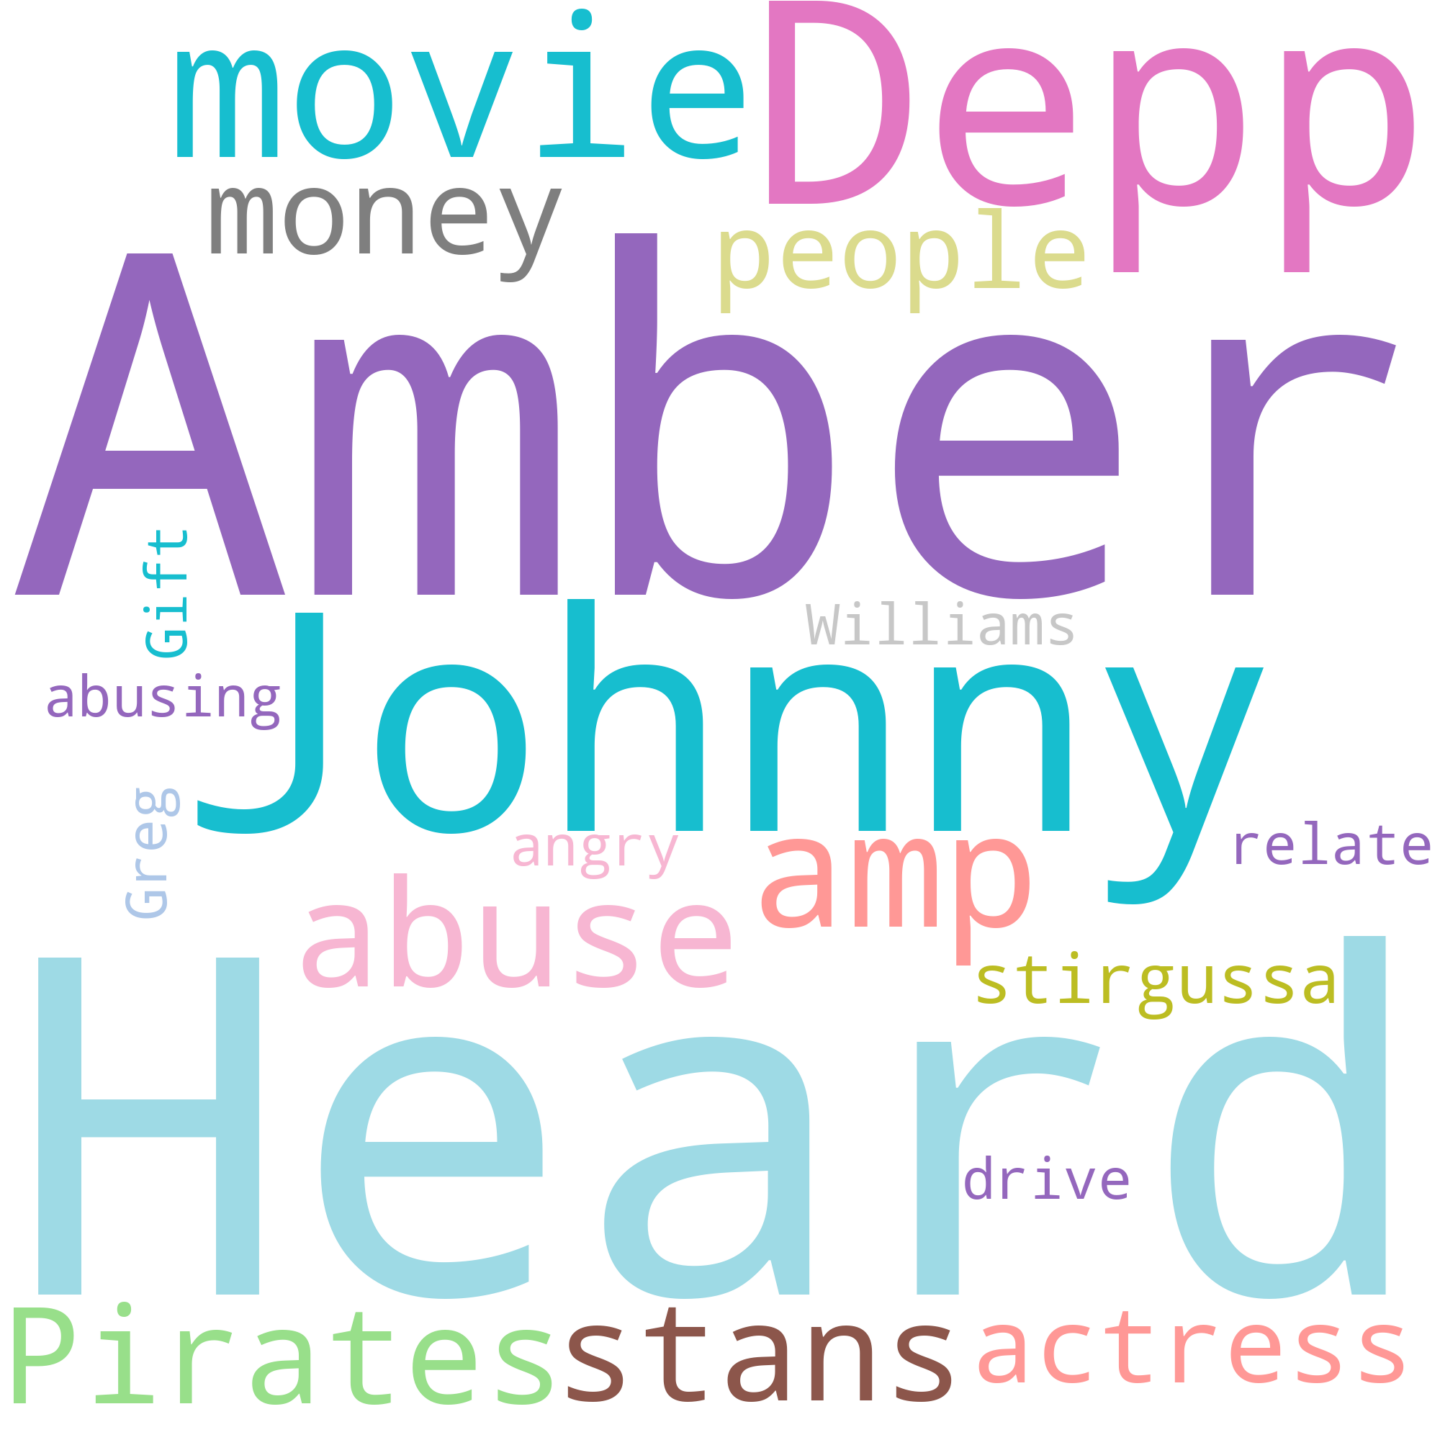 movie Depp
money people
Amber
Gift
Williams
abusing
Johnny
Greg
angry amp relate
abuse
stirgussa
Heard
drive
Pirates stans actress